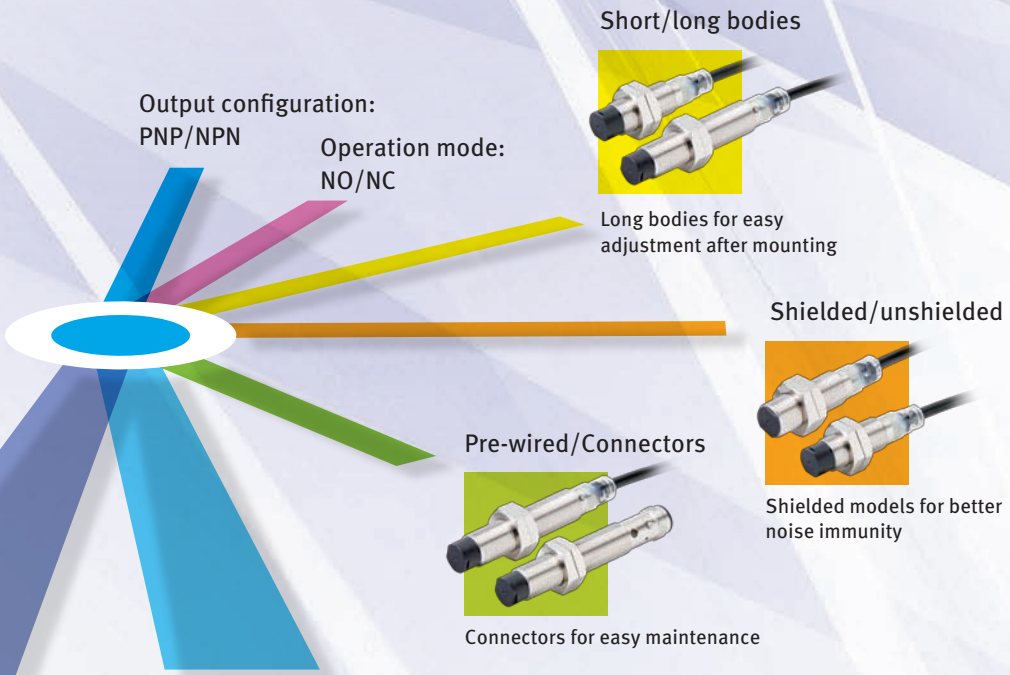 Short/long bodies
Output configuration:
PNP/NPN
Operation mode:
NO/NC
Long bodies for easy
adjustment after mounting
Shielded/unshielded
Pre-wired/Connectors
Shielded models for better
noise immunity
Connectors for easy maintenance